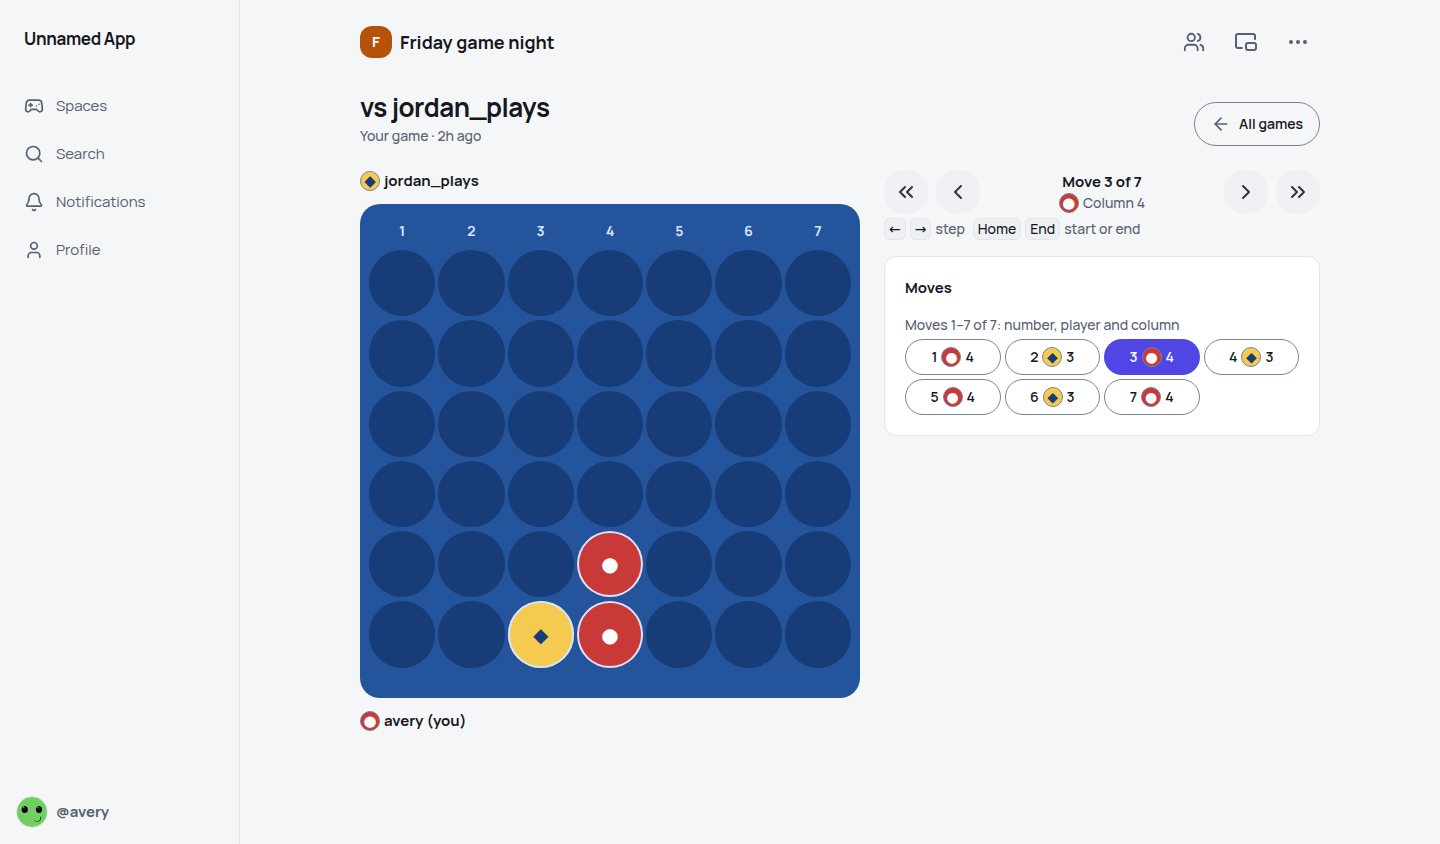 Unnamed App
Spaces
Search
Notifications
Profile
@avery
F Friday game night
vs jordan_plays
Your game · 2h ago
All games
jordan_plays
1 2 3 4 5 6 7
avery (you)
Move 3 of 7
Column 4
← → step Home End start or end
Moves
Moves 1–7 of 7: number, player and column
1 4 2 3 3 4 4 3
5 4 6 3 7 4